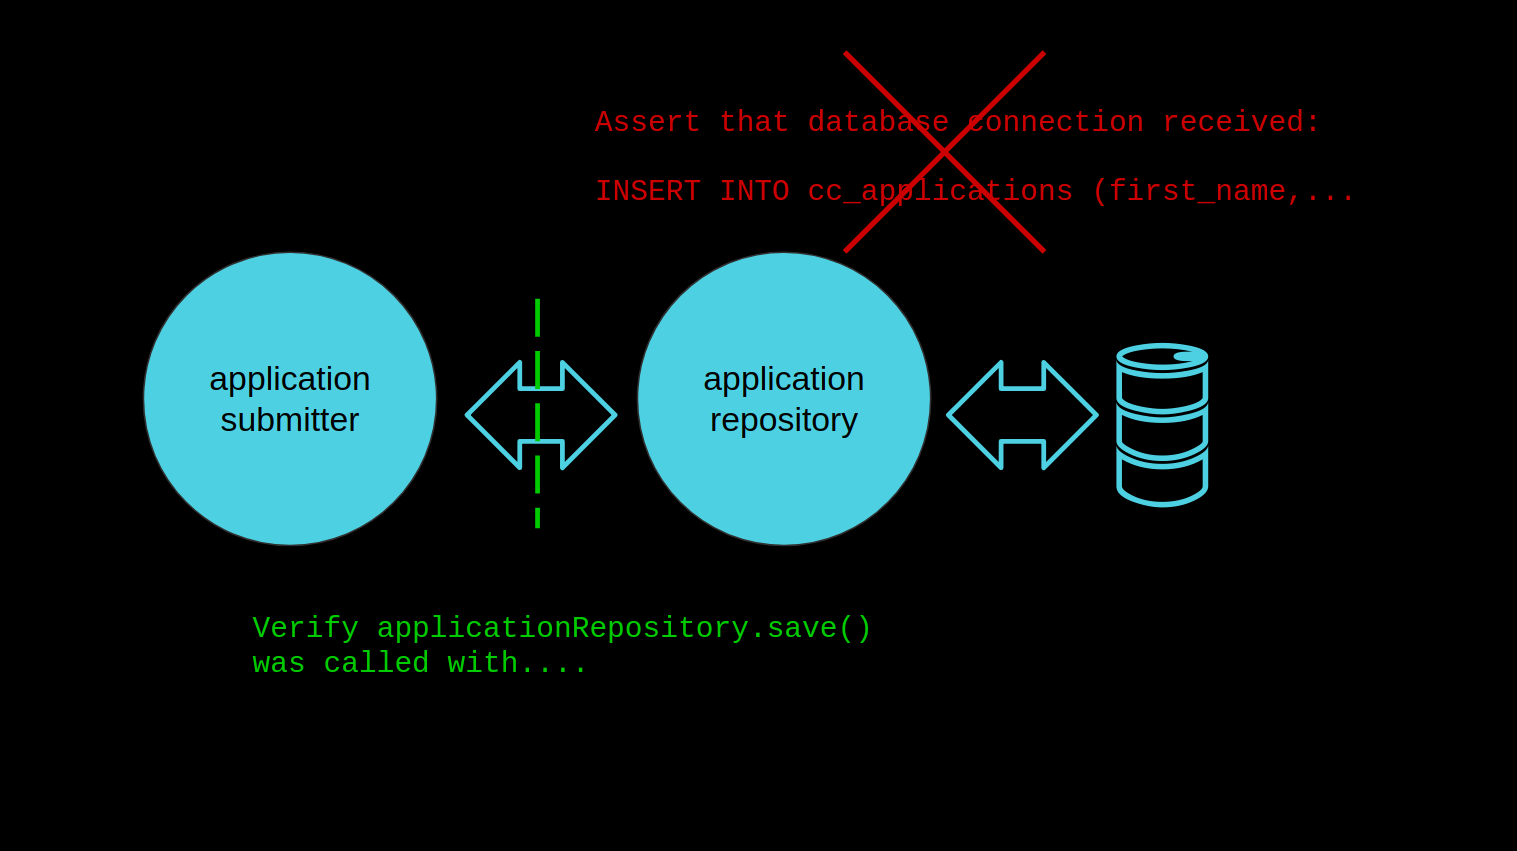 Assert that database connection received:
INSERT INTO cc_applications (first_name,...
application
submitter
application
repository
Verify applicationRepository.save()
was called with....